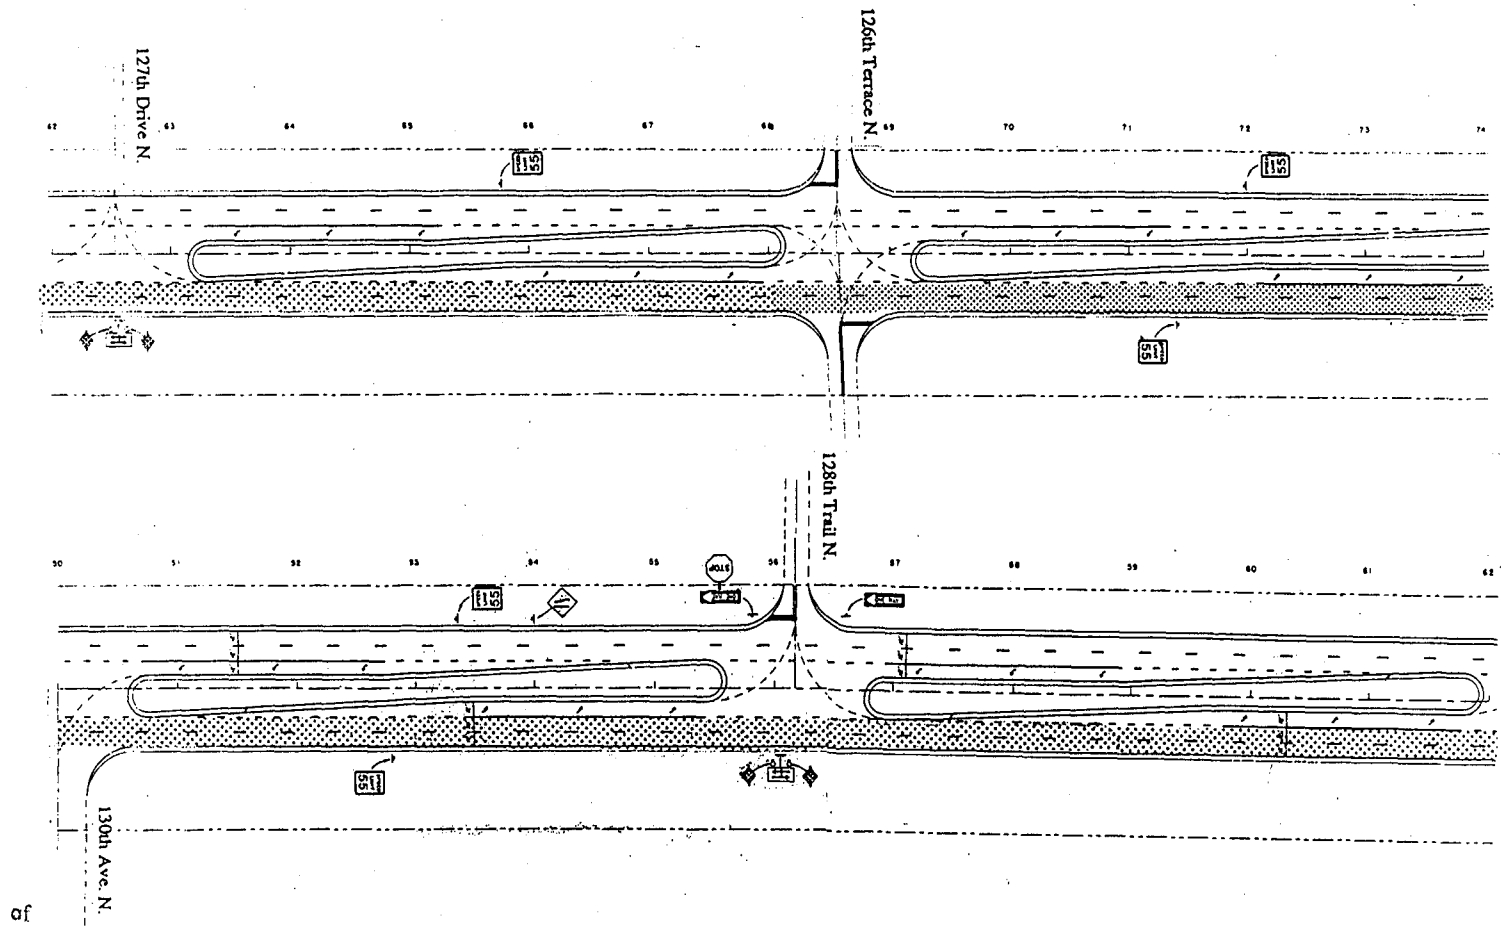 126th Terrace N.
127th Drive N.
62 63 64 65 66 67 68 69 70 71 72 73 74
55
55
55
128th Trail N.
50 51 52 53 54 55 56 57 58 59 60 61 62
STOP
55
55
130th Ave. N.
of